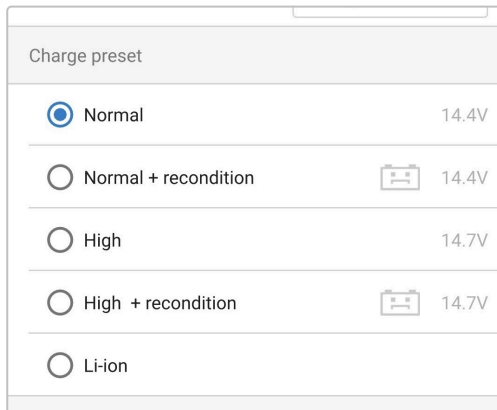 Charge preset
Normal 14.4V
Normal + recondition 14.4V
High 14.7V
High + recondition 14.7V
Li-ion